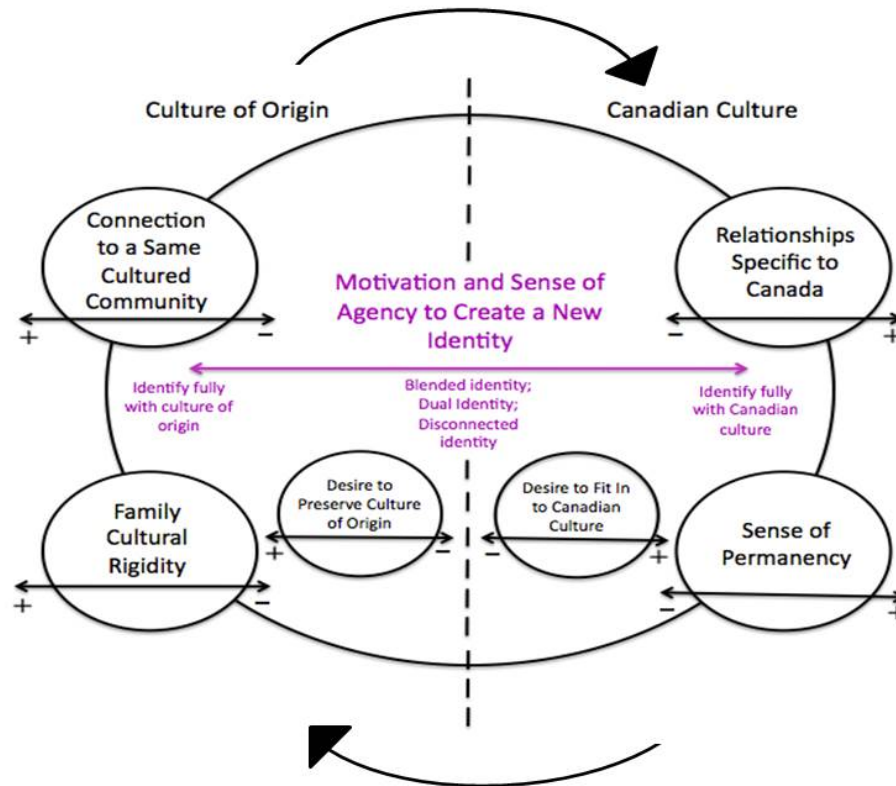 Culture of Origin
Canadian Culture
Connection
to a Same
Cultured
Community
+
−
Relationships
Specific to
Canada
−
+
Motivation and Sense of
Agency to Create a New
Identity
Identify fully
with culture of
origin
Blended identity;
Dual Identity;
Disconnected
identity
Identify fully
with Canadian
culture
Family
Cultural
Rigidity
+
−
Desire to
Preserve Culture
of Origin
+
−
Desire to Fit In
to Canadian
Culture
−
+
Sense of
Permanency
−
+